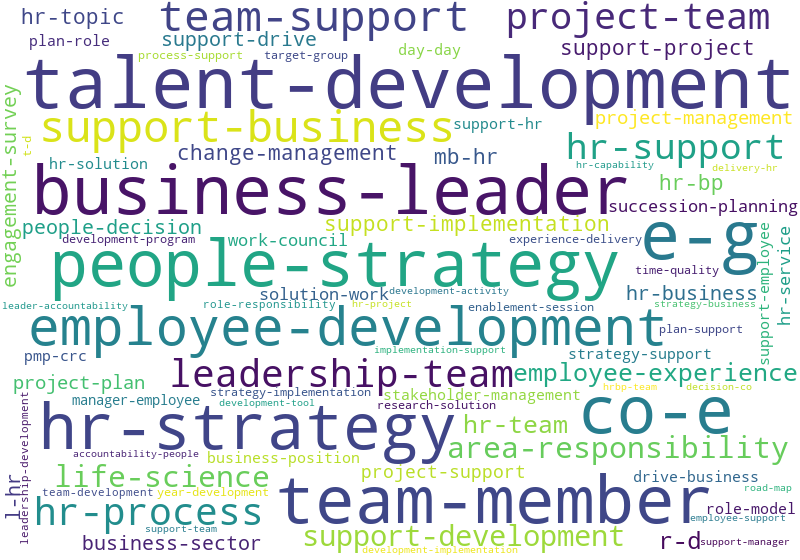 hr-topic
team-support
project-team
plan-role
support-drive
day-day
support-project
process-support
target-group
talent-development
engagement-survey
t-d
support-business
support-hr
project-management
hr-solution
change-management
mb-hr
hr-support
hr-capability
delivery-hr
business-leader
hr-bp
succession-planning
people-decision
support-implementation
e-g
development-program
work-council
experience-delivery
people-strategy
time-quality
support-employee
hr-service
solution-work
development-activity
hr-business
leader-accountability
role-responsibility
hr-project
enablement-session
strategy-business
employee-development
plan-support
pmp-crc
implementation-support
strategy-support
leadership-team
employee-experience
project-plan
strategy-implementation
stakeholder-management
hrbp-team
decision-co
manager-employee
development-tool
research-solution
leadership-development
hr-strategy
hr-team
co-e
accountability-people
business-position
area-responsibility
life-science
project-support
drive-business
l-hr
team-development
year-development
team-member
road-map
hr-process
role-model
support-team
support-development
employee-support
business-sector
development-implementation
r-d
support-manager